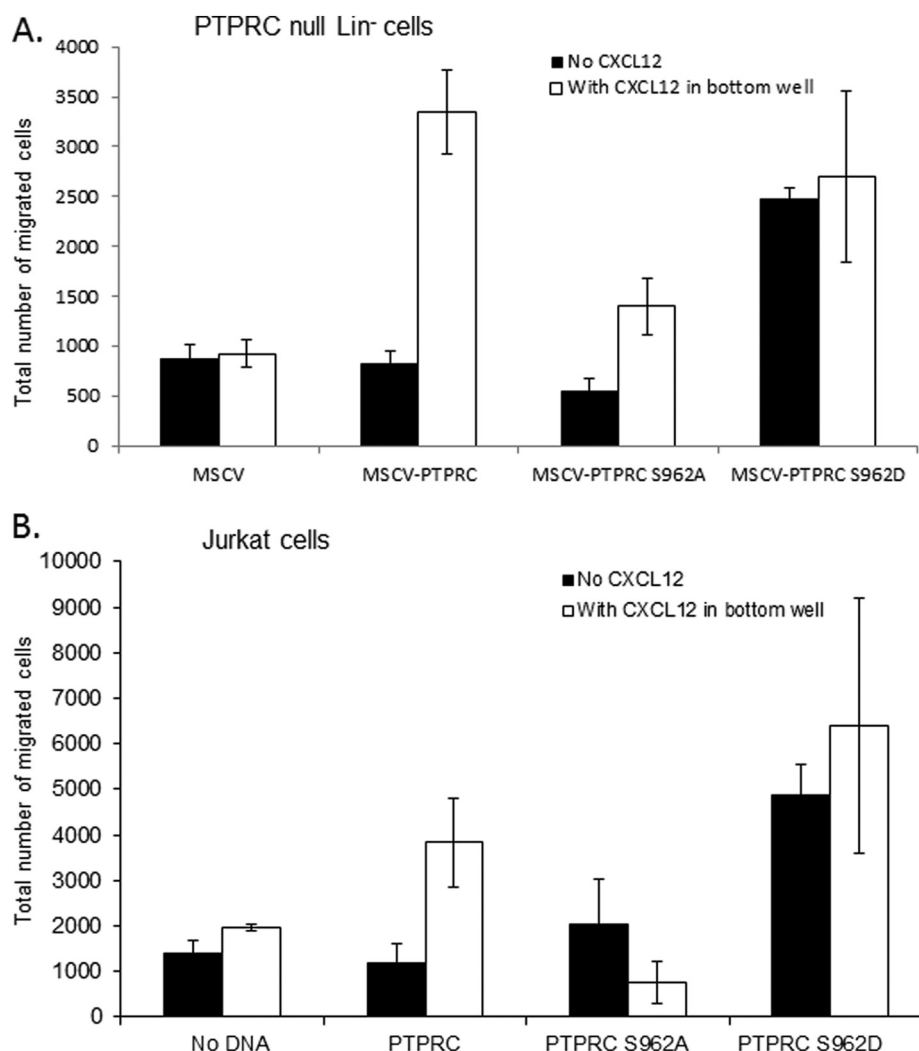 A.
PTPRC null Lin- cells
No CXCL12
With CXCL12 in bottom well
Total number of migrated cells
4000
3500
3000
2500
2000
1500
1000
500
0
MSCV
MSCV-PTPRC
MSCV-PTPRC S962A
MSCV-PTPRC S962D
B.
Jurkat cells
No CXCL12
With CXCL12 in bottom well
Total number of migrated cells
10000
9000
8000
7000
6000
5000
4000
3000
2000
1000
0
No DNA
PTPRC
PTPRC S962A
PTPRC S962D